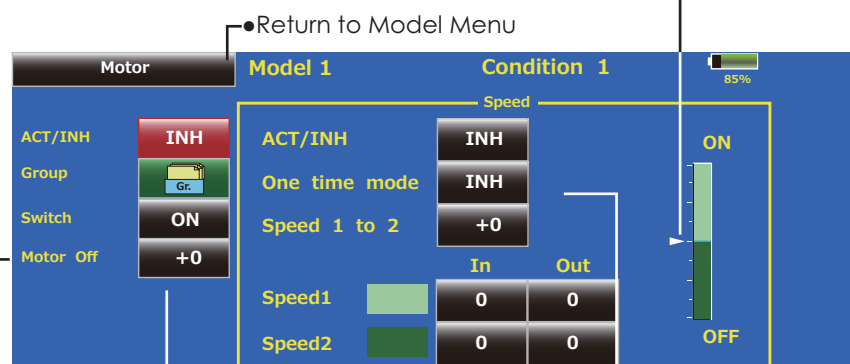 ●Return to Model Menu
Motor Model 1 Condition 1 85%
Speed
ACT/INH INH ACT/INH INH ON
Group Gr. One time mode INH
Switch ON Speed 1 to 2 +0
Motor Off +0
In Out
Speed1 0 0
Speed2 0 0 OFF